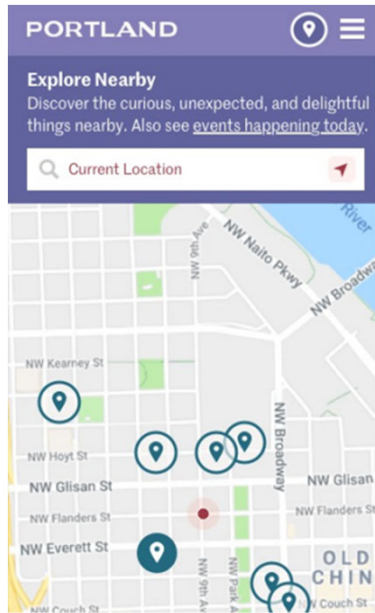 PORTLAND
Explore Nearby
Discover the curious, unexpected, and delightful
things nearby. Also see events happening today.
Current Location
River
NW 9th Ave
NW Naito Pkwy
NW Broadway
NW Kearney St
NW Broadway
NW Hoyt St
NW Glisan St
NW Glisan
NW Flanders St
NW Flanders S
NW Everett St
OLD
CHIN
NW 9th Av
NW Park A
NW Couch St
NW Couch St